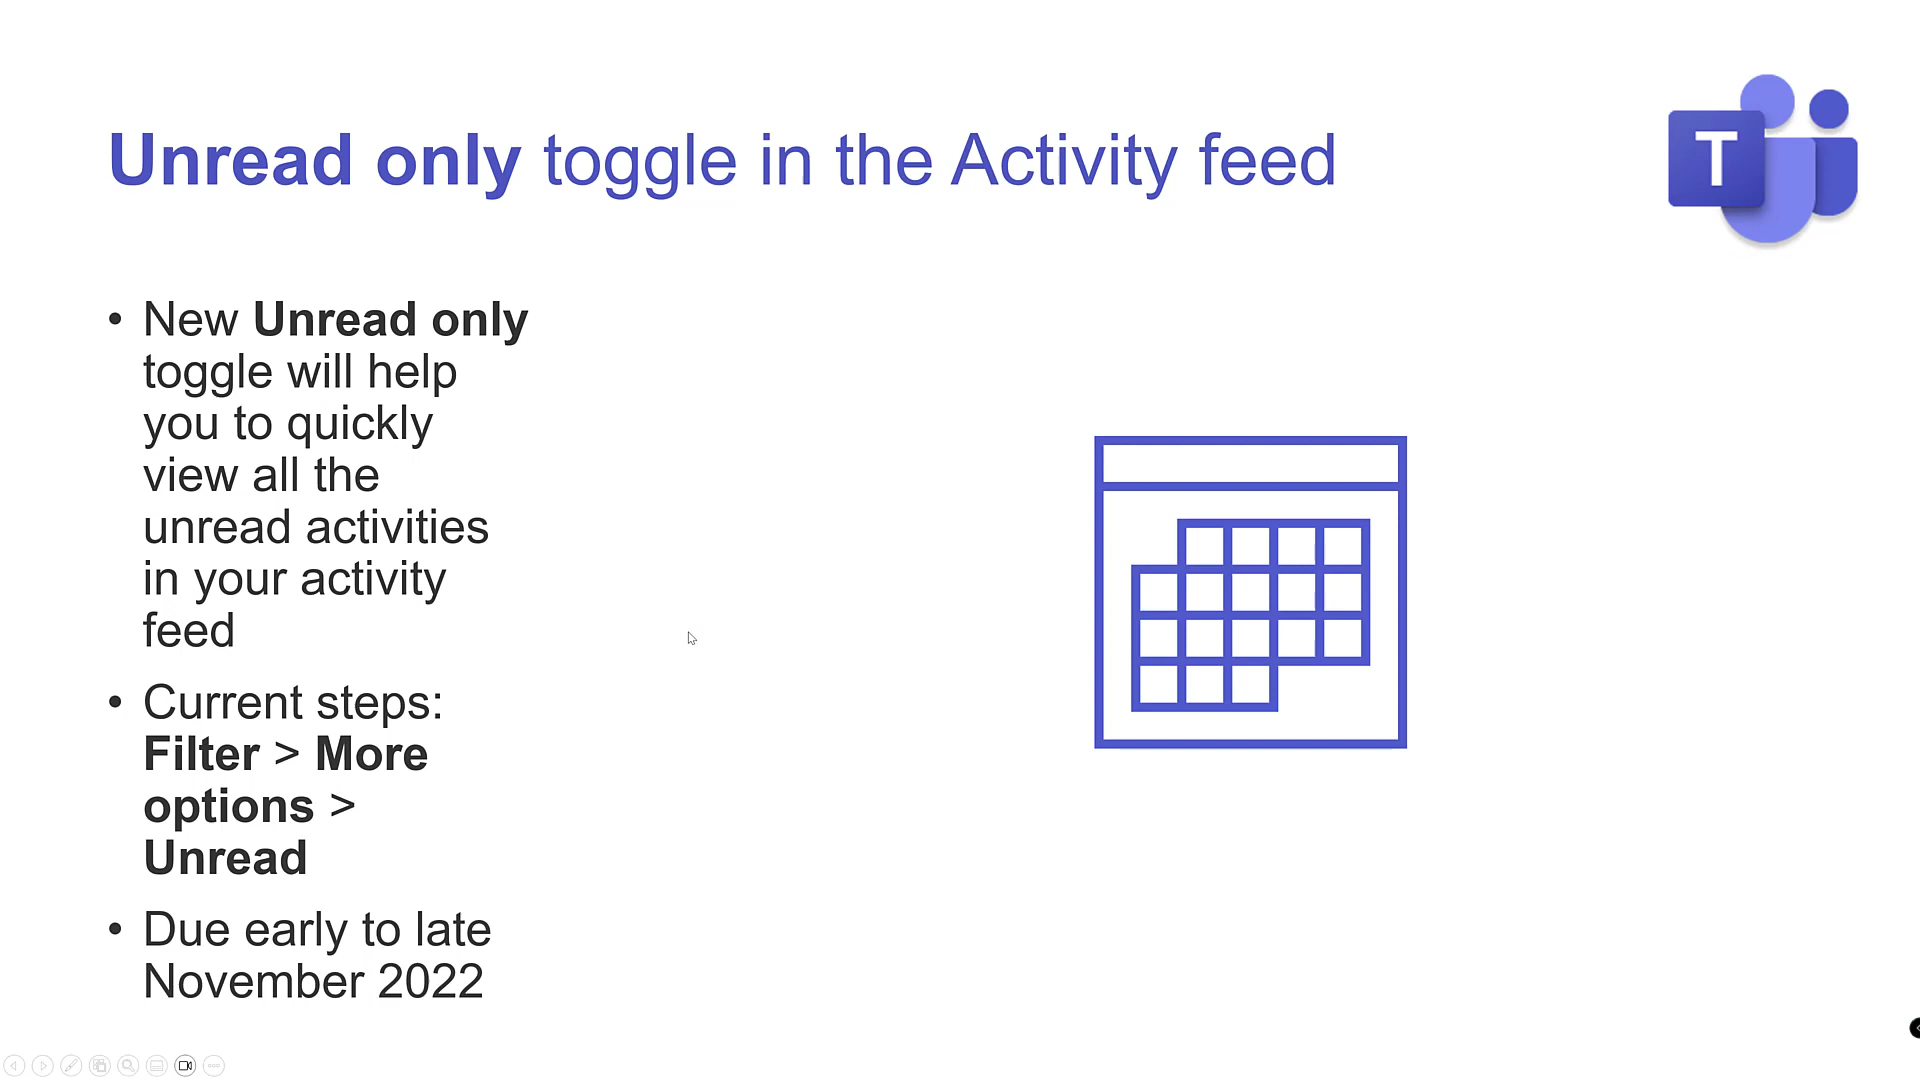 Unread only toggle in the Activity feed
T
• New Unread only
toggle will help
you to quickly
view all the
unread activities
in your activity
feed
• Current steps:
Filter > More
options >
Unread
• Due early to late
November 2022